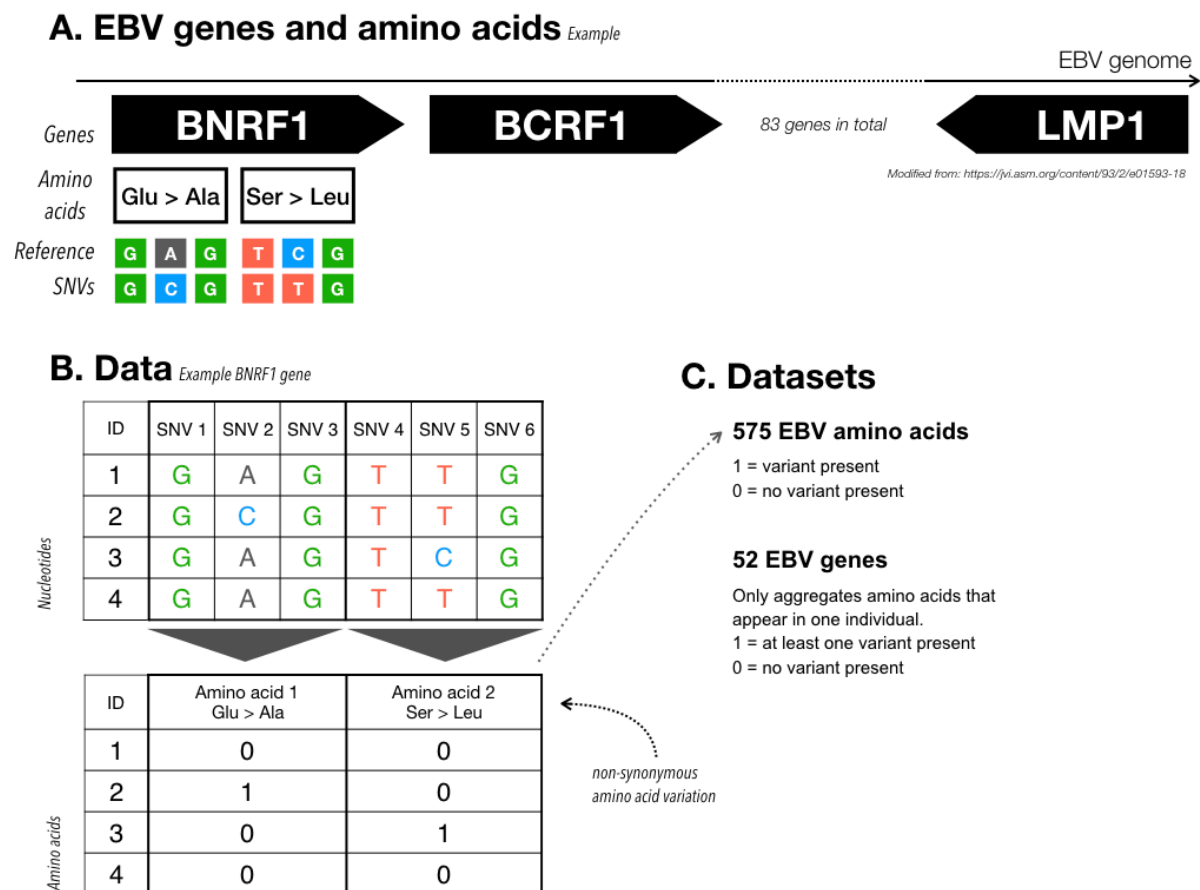 A. EBV genes and amino acids Example
EBV genome
Genes BNRF1 BCRF1 83 genes in total LMP1
Modified from: https://jvi.asm.org/content/93/2/e01593-18
Amino acids Glu > Ala Ser > Leu
Reference G A G T C G
SNVs G C G T T G
B. Data Example BNRF1 gene
Nucleotides
ID SNV 1 SNV 2 SNV 3 SNV 4 SNV 5 SNV 6
1 G A G T T G
2 G C G T T G
3 G A G T C G
4 G A G T T G
Amino acids
ID Amino acid 1 Glu > Ala Amino acid 2 Ser > Leu
1 0 0
2 1 0
3 0 1
4 0 0
non-synonymous
amino acid variation
C. Datasets
575 EBV amino acids
1 = variant present
0 = no variant present
52 EBV genes
Only aggregates amino acids that
appear in one individual.
1 = at least one variant present
0 = no variant present